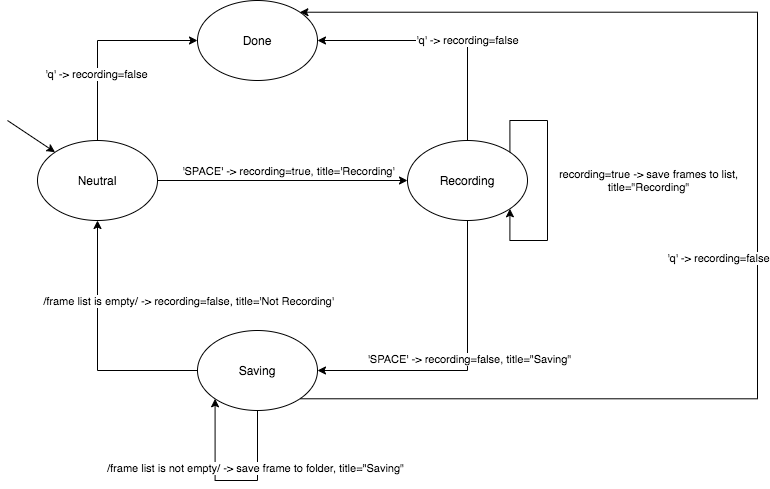 Done
'q' -> recording=false
'q' -> recording=false
Neutral
'SPACE' -> recording=true, title='Recording'
Recording
recording=true -> save frames to list,
title="Recording"
'q' -> recording=false
/frame list is empty/ -> recording=false, title='Not Recording'
'SPACE' -> recording=false, title="Saving"
Saving
/frame list is not empty/ -> save frame to folder, title="Saving"